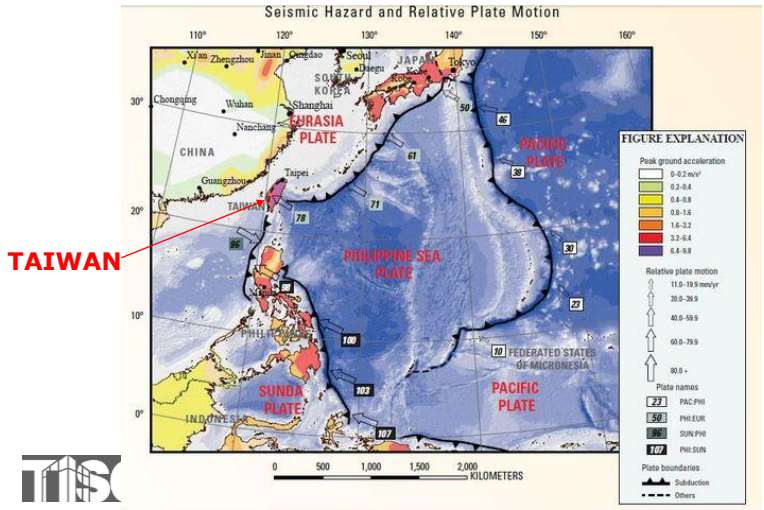 Seismic Hazard and Relative Plate Motion
110°
120°
130°
140°
150°
160°
Xi'an
Zhengzhou
Jinan
Qingdao
Seoul
Daegu
SOUTH
KOREA
JAPAN
Kobe
Tokyo
30°
Chongqing
Wuhan
Shanghai
Nanchang
EURASIA
PLATE
CHINA
PACIFIC
PLATE
50
46
61
38
Guangzhou
Taipei
20°
TAIWAN
78
71
96
30
TAIWAN
PHILIPPINE SEA
PLATE
98
23
10°
100
10
FEDERATED STATES
OF MICRONESIA
SUNDA
PLATE
103
PACIFIC
PLATE
0°
INDONESIA
107
0 500 1,000 1,500 2,000
KILOMETERS
FIGURE EXPLANATION
Peak ground acceleration
0–0.2 m/s²
0.2–0.4
0.4–0.8
0.8–1.6
1.6–3.2
3.2–6.4
6.4–9.8
Relative plate motion
11.0–19.9 mm/yr
20.0–39.9
40.0–59.9
60.0–79.9
80.0 +
Plate names
23 PAC:PHI
50 PHI:EUR
96 SUN:PHI
107 PHI:SUN
Plate boundaries
Subduction
Others